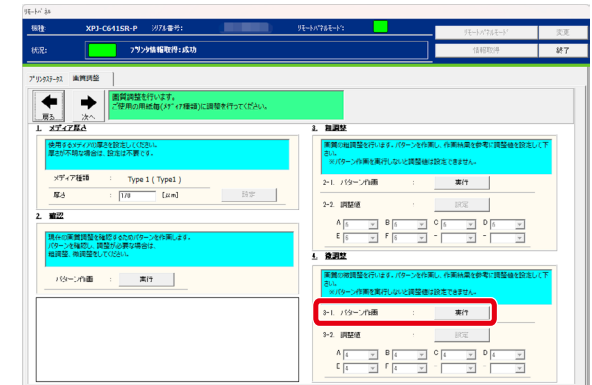 リモートパネル
機種:
XPJ-C641SR-P
シリアル番号:
リモートパネルモード:
リモートパネルモード
変更
状況:
プリンタ情報取得:成功
情報取得
終了
プリンタステータス
画質調整
戻る
次へ
画質調整を行います。
ご使用の用紙毎(メディア種類)に調整を行ってください。
1. メディア厚さ
使用するメディアの厚さを設定してください。
厚さが不明な場合は、設定は不要です。
メディア種類 : Type 1 ( Type1 )
厚さ : 170 [μm]
設定
2. 確認
現在の画質調整を確認するためパターンを作画します。
パターンを確認し、調整が必要な場合は、
粗調整、微調整をしてください。
パターン作画 : 実行
3. 粗調整
画質の粗調整を行います。パターンを作画し、作画結果を参考に調整値を設定して下
さい。
※パターン作画を実行しないと調整値は設定できません。
2-1. パターン作画 : 実行
2-2. 調整値 : 設定
A 6 B 6 C 6 D 6
E 6 F 6 - -
4. 微調整
画質の微調整を行います。パターンを作画し、作画結果を参考に調整値を設定して下
さい。
※パターン作画を実行しないと調整値は設定できません。
3-1. パターン作画 : 実行
3-2. 調整値 : 設定
A 6 B 6 C 6 D 6
E 6 F 6 - -